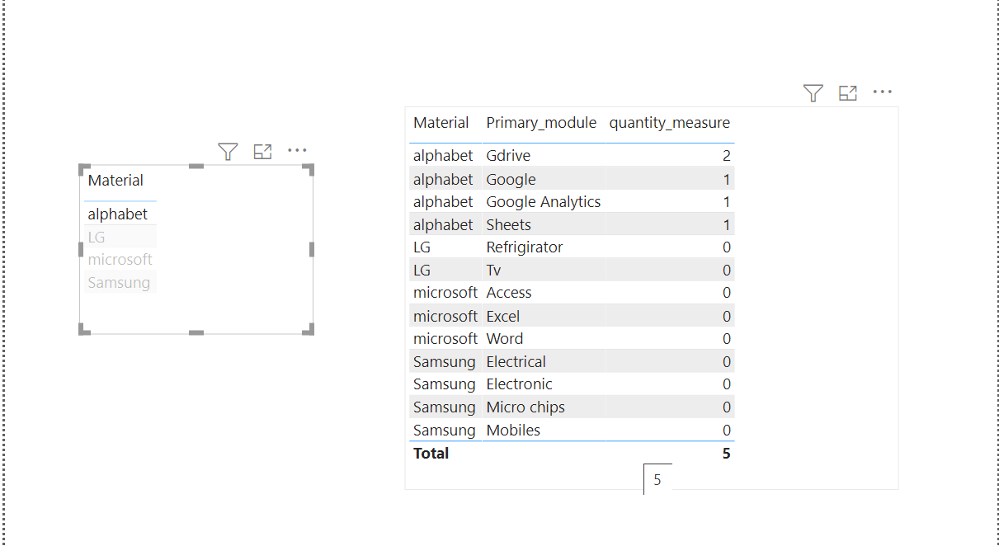 Material
alphabet
LG
microsoft
Samsung
Material Primary_module quantity_measure
alphabet Gdrive 2
alphabet Google 1
alphabet Google Analytics 1
alphabet Sheets 1
LG Refrigirator 0
LG Tv 0
microsoft Access 0
microsoft Excel 0
microsoft Word 0
Samsung Electrical 0
Samsung Electronic 0
Samsung Micro chips 0
Samsung Mobiles 0
Total 5
5